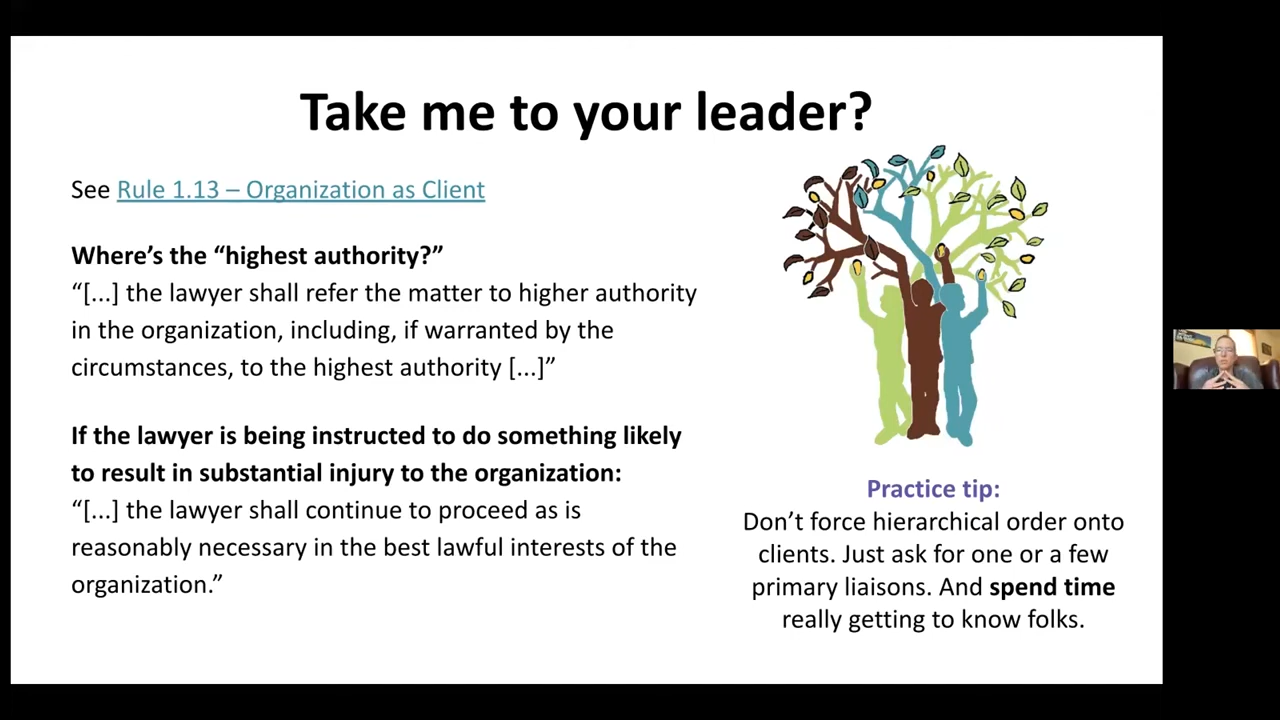 Take me to your leader?
See Rule 1.13 – Organization as Client
Where’s the “highest authority?”
“[...] the lawyer shall refer the matter to higher authority
in the organization, including, if warranted by the
circumstances, to the highest authority [...]”
If the lawyer is being instructed to do something likely
to result in substantial injury to the organization:
“[...] the lawyer shall continue to proceed as is
reasonably necessary in the best lawful interests of the
organization.”
Practice tip:
Don’t force hierarchical order onto
clients. Just ask for one or a few
primary liaisons. And spend time
really getting to know folks.